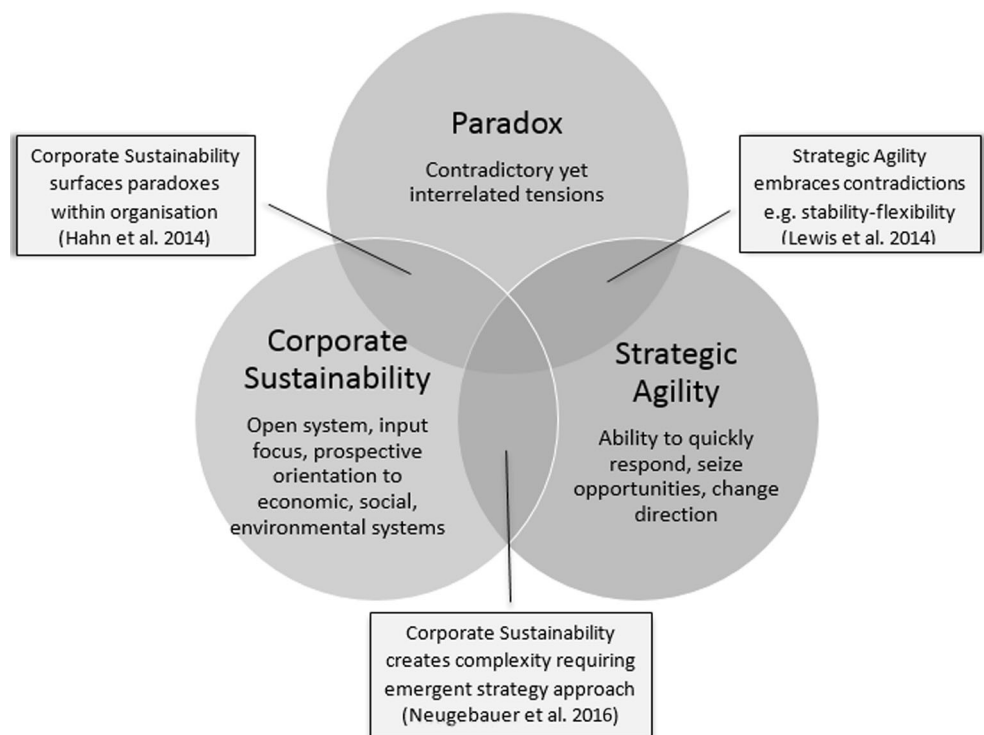 Paradox
Contradictory yet
interrelated tensions
Corporate Sustainability
surfaces paradoxes
within organisation
(Hahn et al. 2014)
Strategic Agility
embraces contradictions
e.g. stability-flexibility
(Lewis et al. 2014)
Corporate
Sustainability
Open system, input
focus, prospective
orientation to
economic, social,
environmental systems
Strategic
Agility
Ability to quickly
respond, seize
opportunities, change
direction
Corporate Sustainability
creates complexity requiring
emergent strategy approach
(Neugebauer et al. 2016)